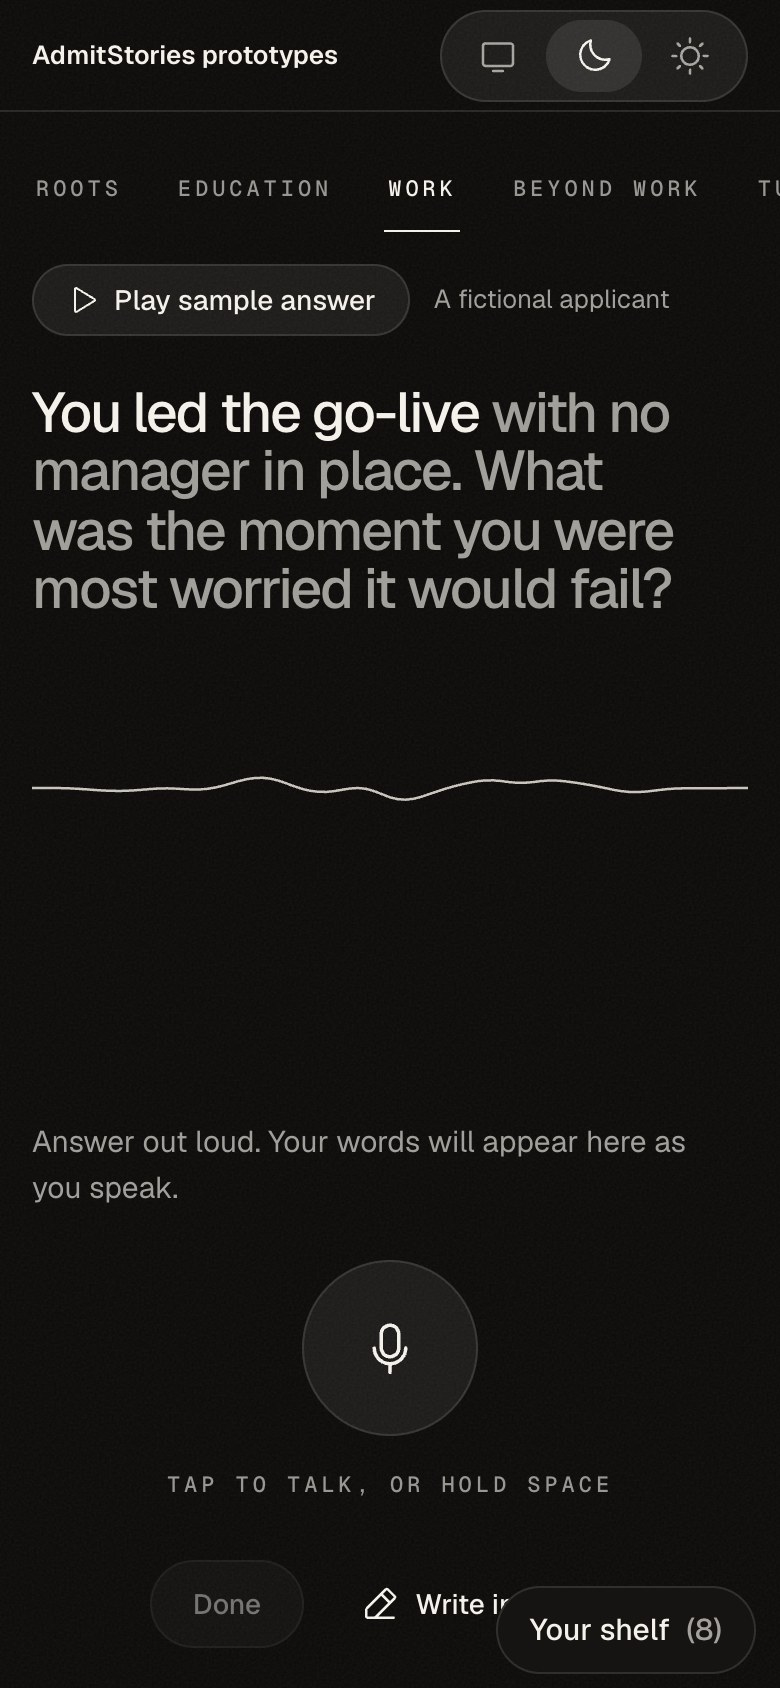 AdmitStories prototypes
ROOTS EDUCATION WORK BEYOND WORK
Play sample answer A fictional applicant
You led the go-live with no
manager in place. What
was the moment you were
most worried it would fail?
Answer out loud. Your words will appear here as
you speak.
TAP TO TALK, OR HOLD SPACE
Done Write
Your shelf (8)